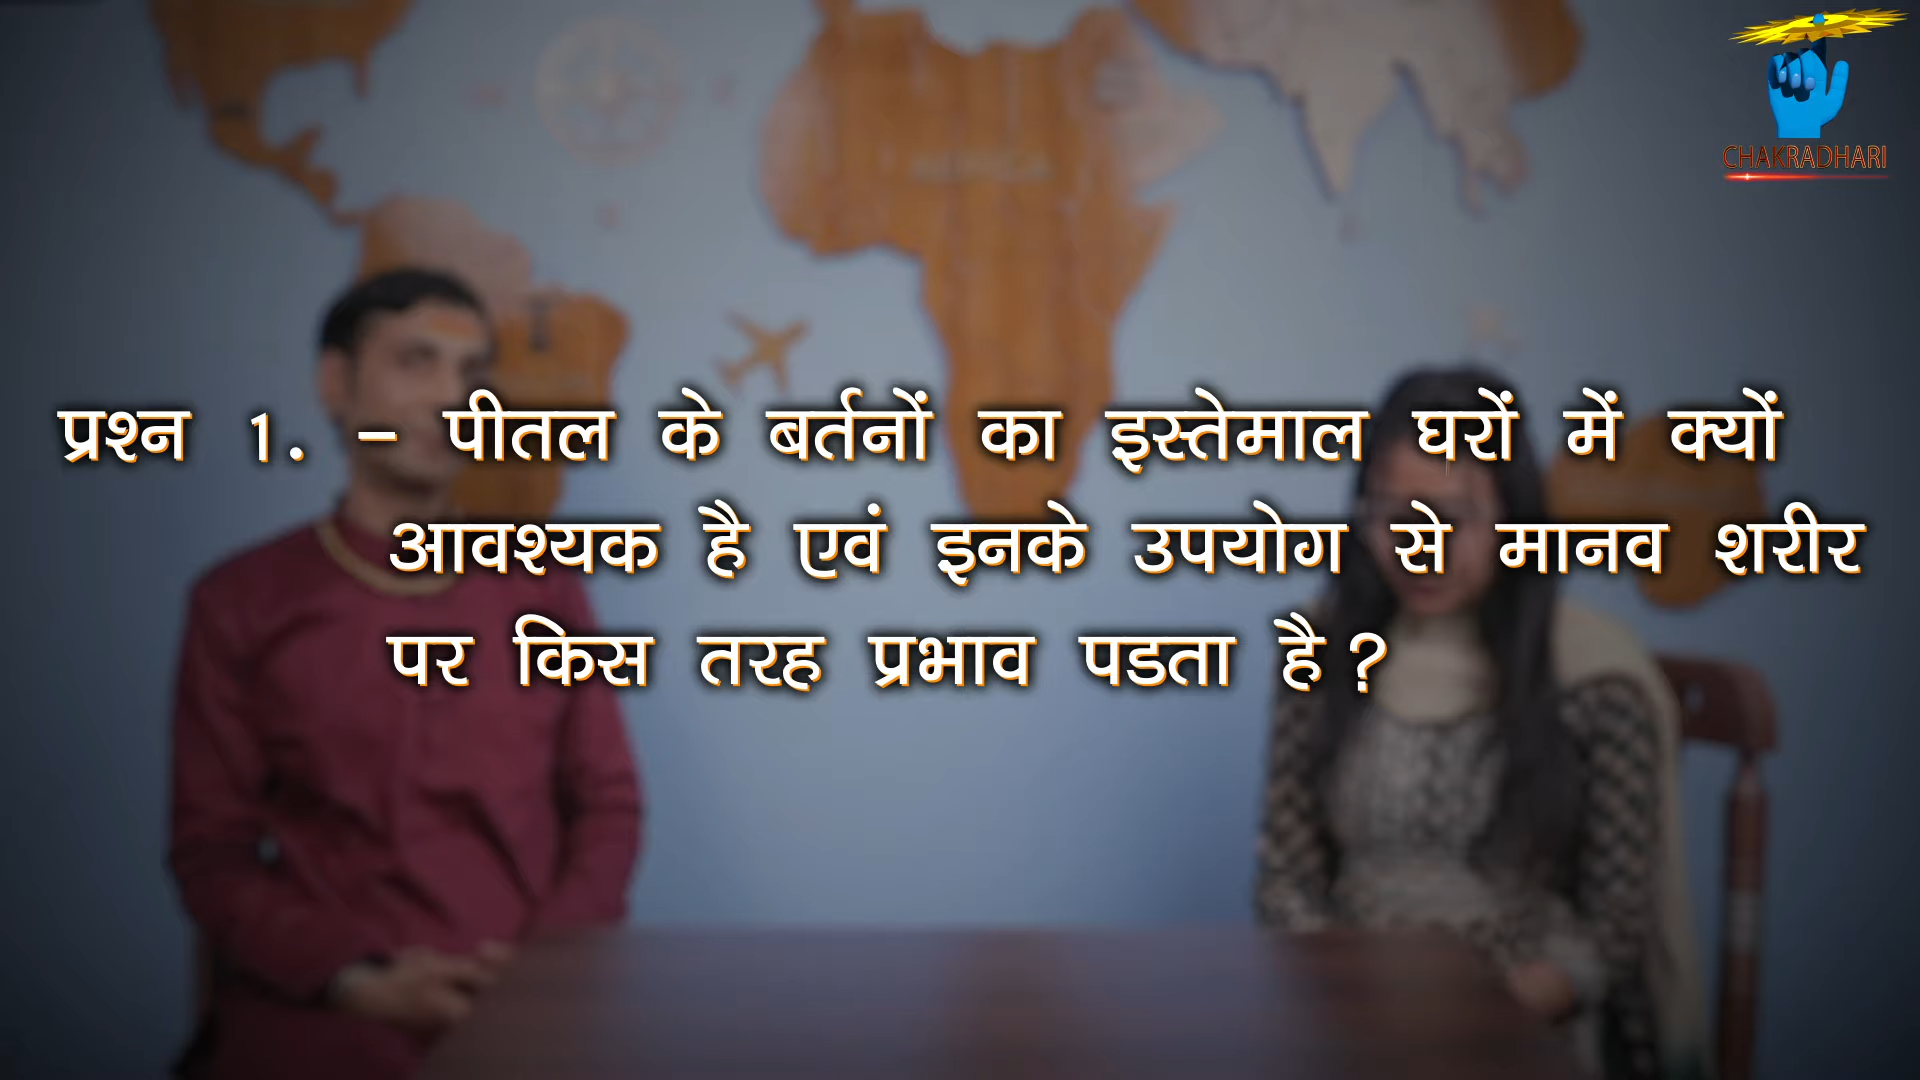 CHAKRADHARI
प्रश्न 1. - पीतल के बर्तनों का इस्तेमाल घरों में क्यों
आवश्यक है एवं इनके उपयोग से मानव शरीर
पर किस तरह प्रभाव पडता है ?